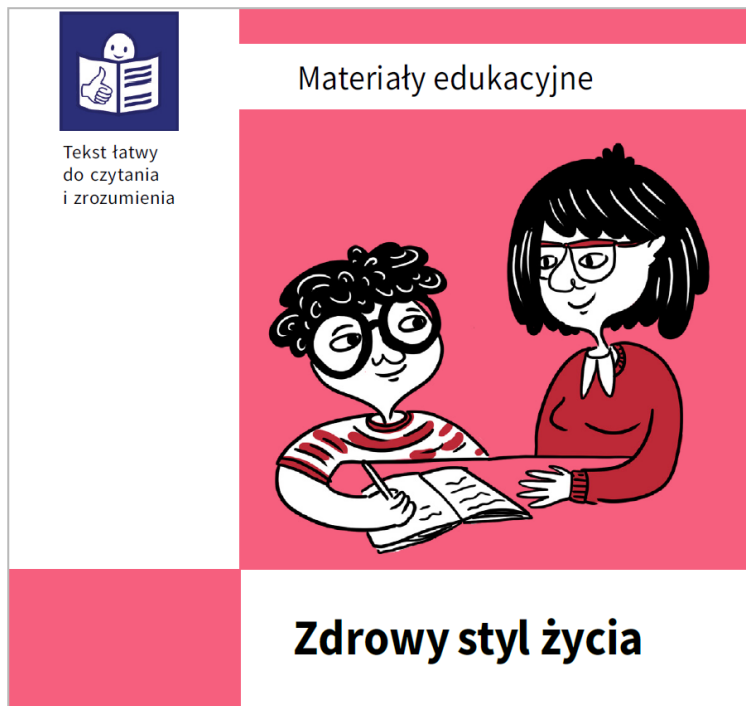 Materiały edukacyjne
Tekst łatwy
do czytania
i zrozumienia
Zdrowy styl życia